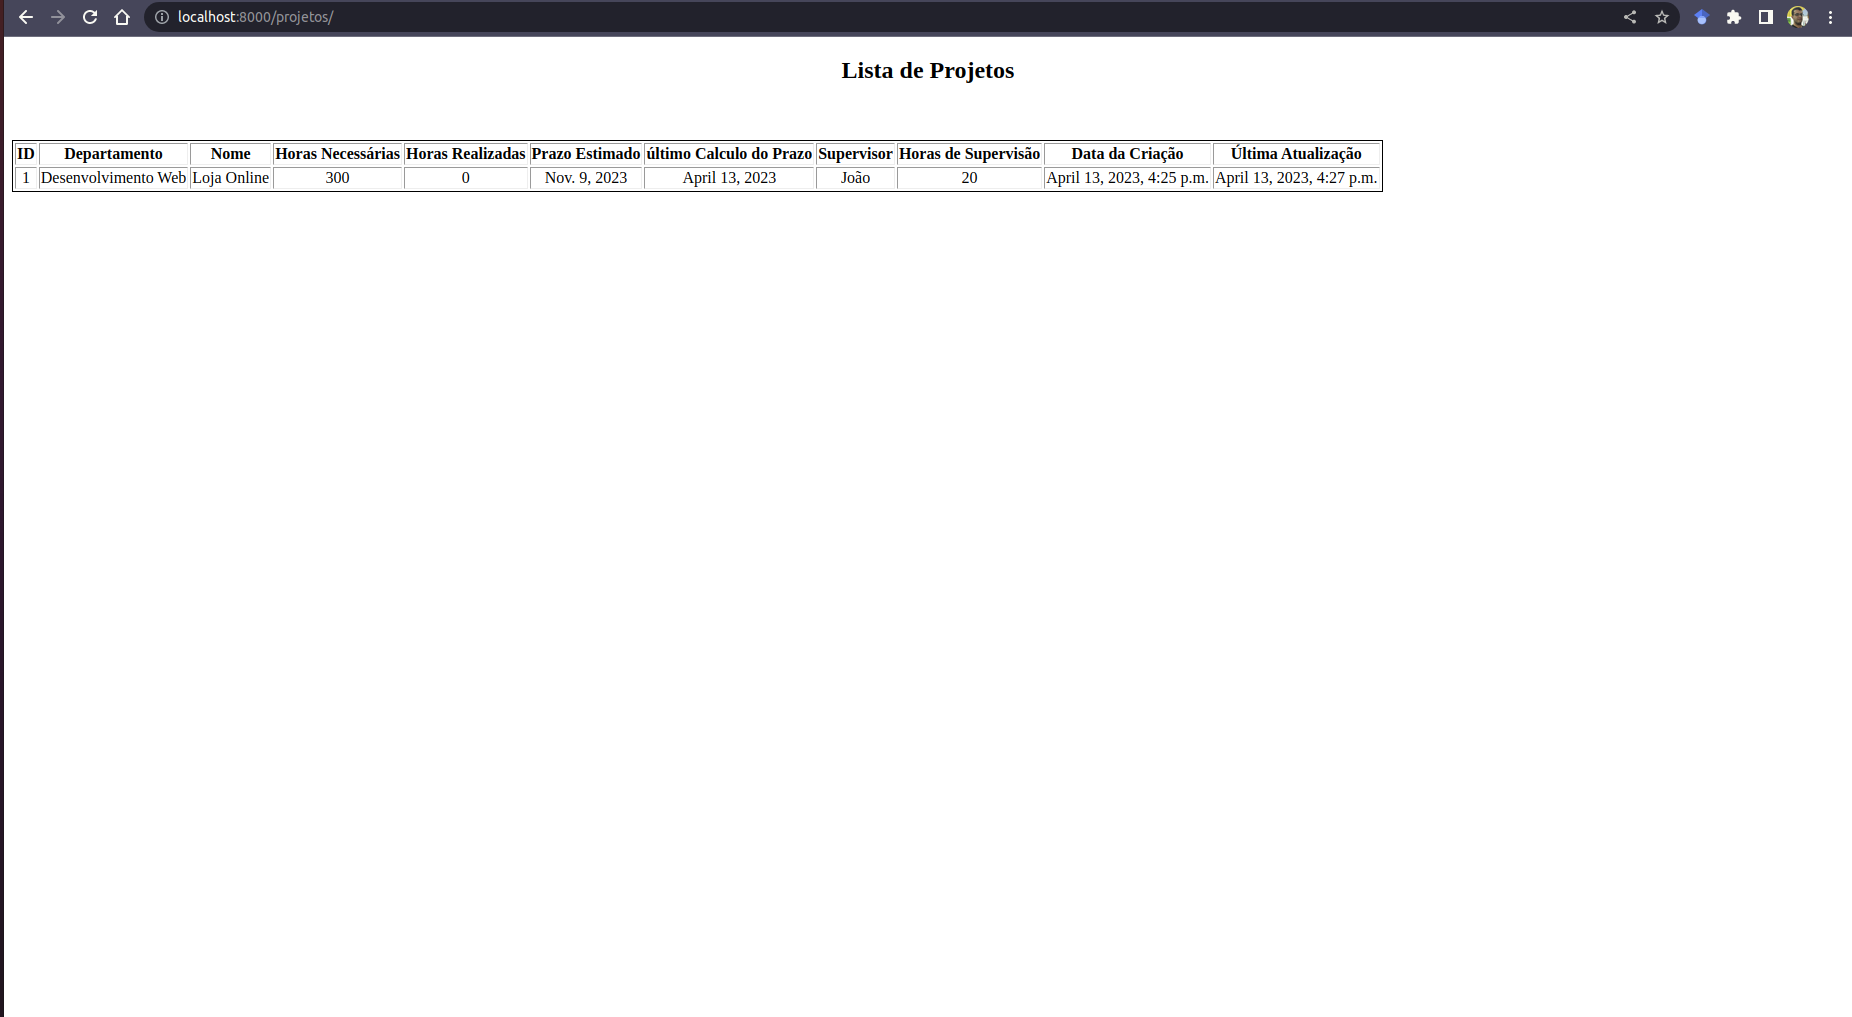 localhost:8000/projetos/
Lista de Projetos
ID Departamento Nome Horas Necessárias Horas Realizadas Prazo Estimado último Calculo do Prazo Supervisor Horas de Supervisão Data da Criação Última Atualização
1 Desenvolvimento Web Loja Online 300 0 Nov. 9, 2023 April 13, 2023 João 20 April 13, 2023, 4:25 p.m. April 13, 2023, 4:27 p.m.